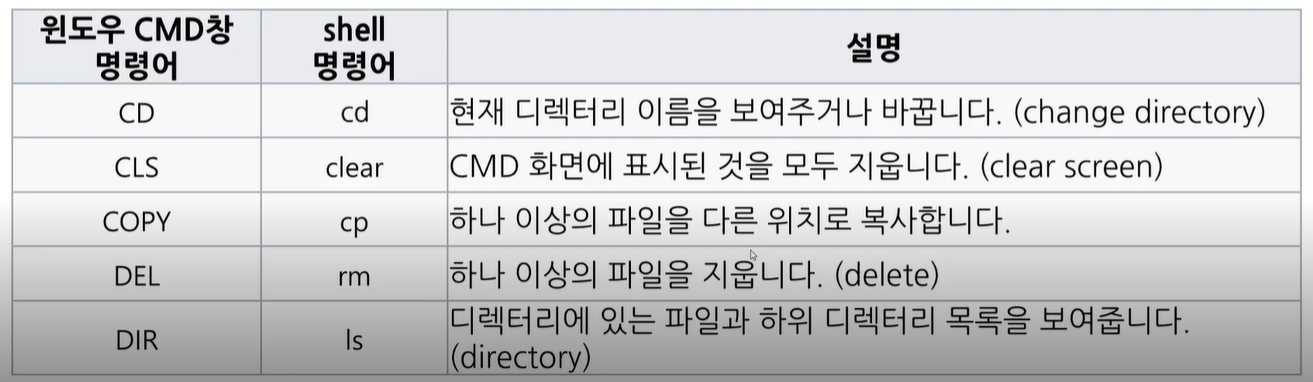 윈도우 CMD창 명령어 shell 명령어 설명
CD cd 현재 디렉터리 이름을 보여주거나 바꿉니다. (change directory)
CLS clear CMD 화면에 표시된 것을 모두 지웁니다. (clear screen)
COPY cp 하나 이상의 파일을 다른 위치로 복사합니다.
DEL rm 하나 이상의 파일을 지웁니다. (delete)
DIR ls 디렉터리에 있는 파일과 하위 디렉터리 목록을 보여줍니다.
(directory)